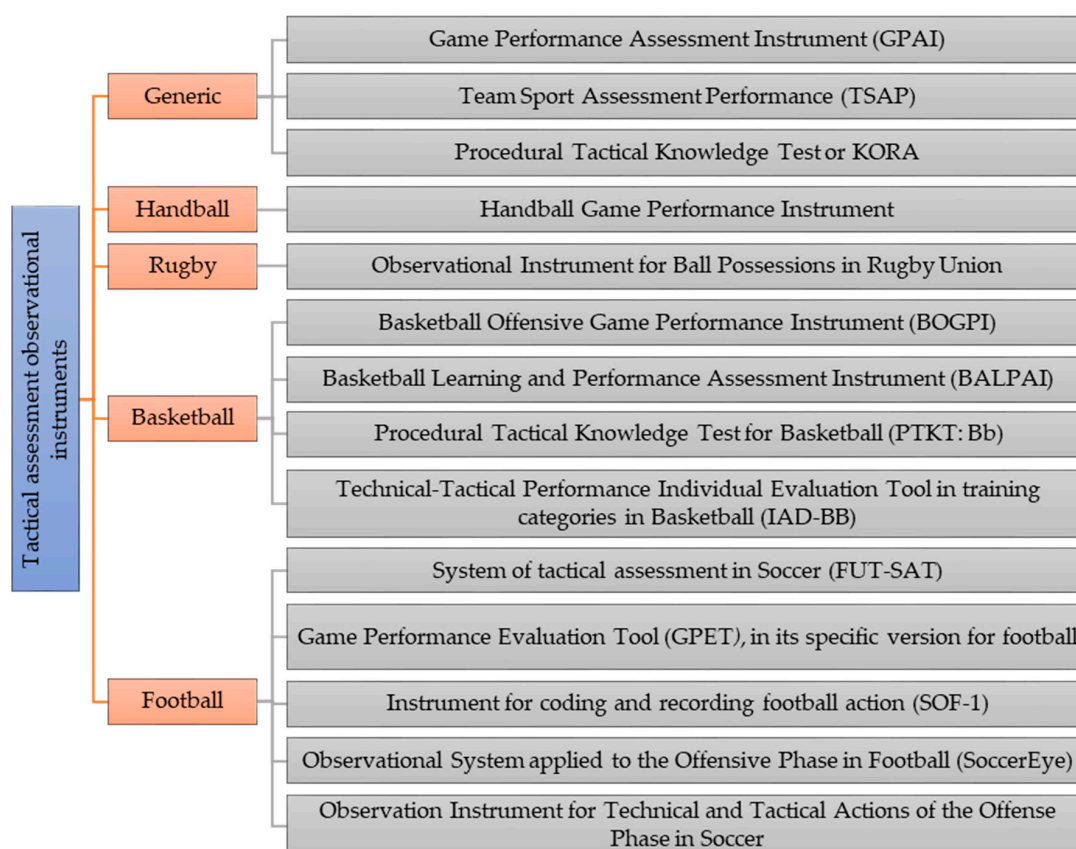 Tactical assessment observational
instruments
Generic
Game Performance Assessment Instrument (GPAI)
Team Sport Assessment Performance (TSAP)
Procedural Tactical Knowledge Test or KORA
Handball
Handball Game Performance Instrument
Rugby
Observational Instrument for Ball Possessions in Rugby Union
Basketball
Basketball Offensive Game Performance Instrument (BOGPI)
Basketball Learning and Performance Assessment Instrument (BALPAI)
Procedural Tactical Knowledge Test for Basketball (PTKT: Bb)
Technical-Tactical Performance Individual Evaluation Tool in training
categories in Basketball (IAD-BB)
Football
System of tactical assessment in Soccer (FUT-SAT)
Game Performance Evaluation Tool (GPET), in its specific version for football
Instrument for coding and recording football action (SOF-1)
Observational System applied to the Offensive Phase in Football (SoccerEye)
Observation Instrument for Technical and Tactical Actions of the Offense
Phase in Soccer